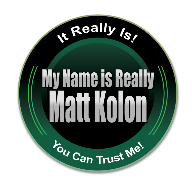 It Really Is!
My Name is Really
Matt Kolon
You Can Trust Me!